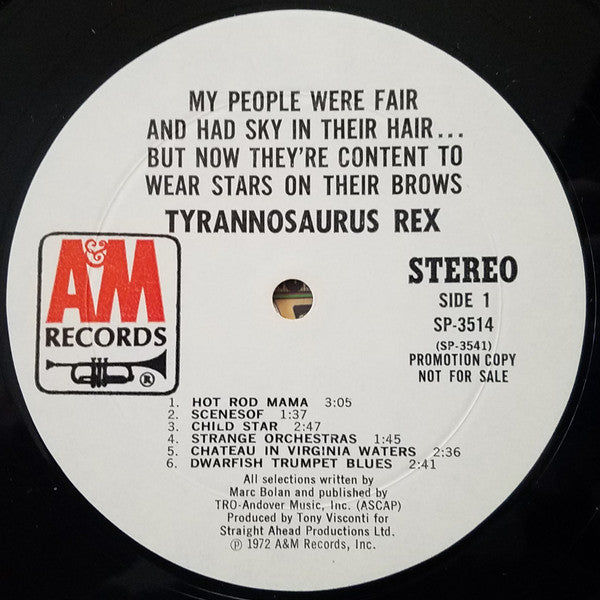 MY PEOPLE WERE FAIR
AND HAD SKY IN THEIR HAIR...
BUT NOW THEY'RE CONTENT TO
WEAR STARS ON THEIR BROWS
TYRANNOSAURUS REX
A&M
RECORDS
®
STEREO
SIDE 1
SP-3514
(SP-3541)
PROMOTION COPY
NOT FOR SALE
1. HOT ROD MAMA 3:05
2. SCENESOF 1:37
3. CHILD STAR 2:47
4. STRANGE ORCHESTRAS 1:45
5. CHATEAU IN VIRGINIA WATERS 2:36
6. DWARFISH TRUMPET BLUES 2:41
All selections written by
Marc Bolan and published by
TRO-Andover Music, Inc. (ASCAP)
Produced by Tony Visconti for
Straight Ahead Productions Ltd.
℗ 1972 A&M Records, Inc.